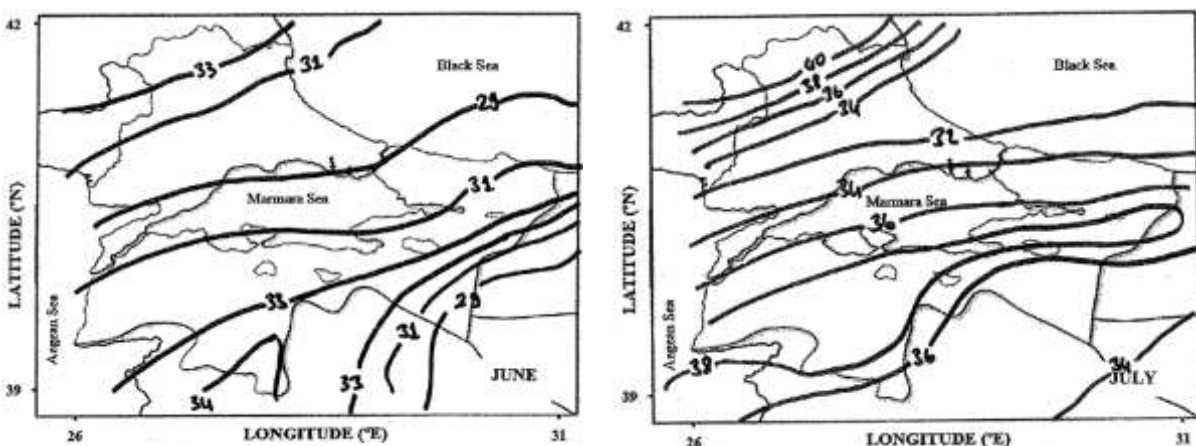 42
33
31
Black Sea
29
31
Marmara Sea
33
29
31
Aegean Sea
LATITUDE (°N)
39
34
33
JUNE
26
LONGITUDE (°E)
31
42
40
38
36
34
Black Sea
32
34
Marmara Sea
36
LATITUDE (°N)
Aegean Sea
38
36
34
39
JULY
26
LONGITUDE (°E)
31